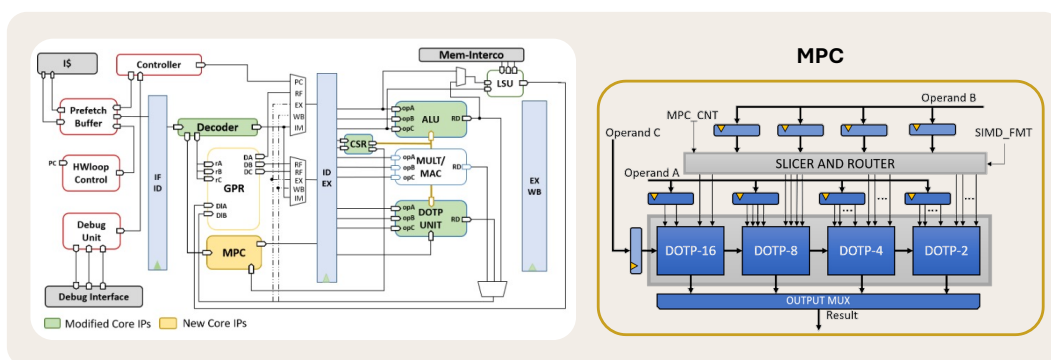 I$
Controller
Prefetch
Buffer
PC
HWloop
Control
Debug
Unit
Debug Interface
IF
ID
Decoder
rA
rB
rC
DIA
DIB
GPR
DA
DB
DC
MPC
PC
RF
EX
WB
IM
RF
RF
EX
WB
IM
ID
EX
Mem-Interco
LSU
opA
opB
opC
ALU
RD
CSR
opA
opB
opC
MULT/
MAC
RD
opA
opB
opC
DOTP
UNIT
RD
EX
WB
Modified Core IPs
New Core IPs
MPC
Operand B
MPC_CNT
Operand C
SIMD_FMT
SLICER AND ROUTER
Operand A
...
...
...
DOTP-16
DOTP-8
DOTP-4
DOTP-2
OUTPUT MUX
Result